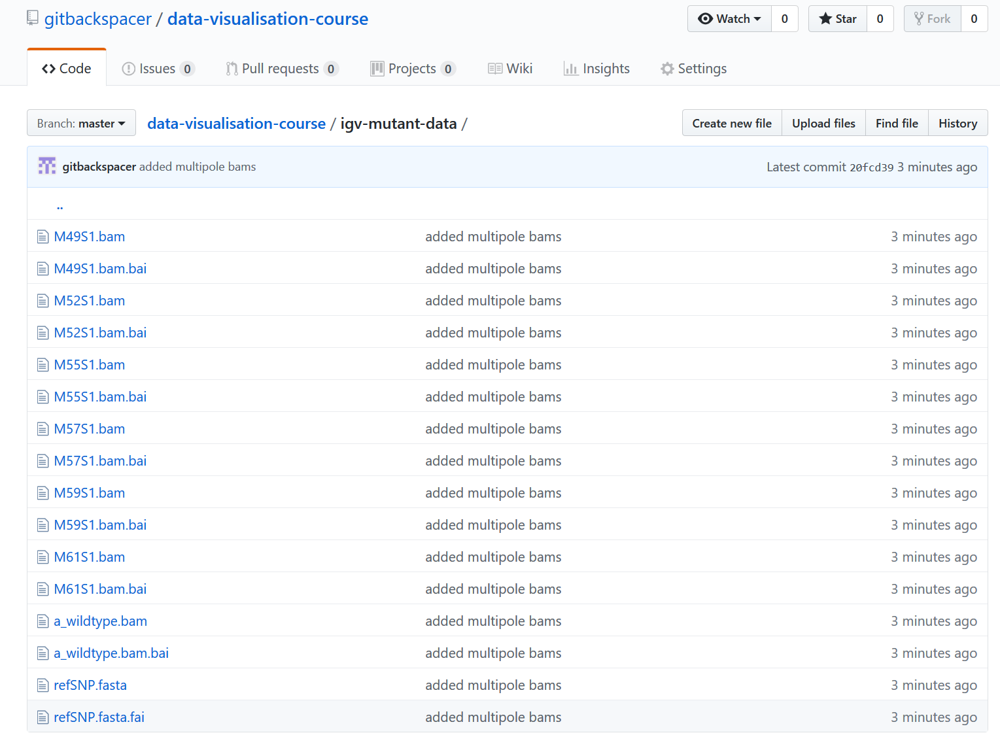 gitbackspacer / data-visualisation-course Watch 0 Star 0 Fork 0
Code Issues 0 Pull requests 0 Projects 0 Wiki Insights Settings
Branch: master data-visualisation-course / igv-mutant-data / Create new file Upload files Find file History
gitbackspacer added multipole bams Latest commit 20fcd39 3 minutes ago
..
M49S1.bam added multipole bams 3 minutes ago
M49S1.bam.bai added multipole bams 3 minutes ago
M52S1.bam added multipole bams 3 minutes ago
M52S1.bam.bai added multipole bams 3 minutes ago
M55S1.bam added multipole bams 3 minutes ago
M55S1.bam.bai added multipole bams 3 minutes ago
M57S1.bam added multipole bams 3 minutes ago
M57S1.bam.bai added multipole bams 3 minutes ago
M59S1.bam added multipole bams 3 minutes ago
M59S1.bam.bai added multipole bams 3 minutes ago
M61S1.bam added multipole bams 3 minutes ago
M61S1.bam.bai added multipole bams 3 minutes ago
a_wildtype.bam added multipole bams 3 minutes ago
a_wildtype.bam.bai added multipole bams 3 minutes ago
refSNP.fasta added multipole bams 3 minutes ago
refSNP.fasta.fai added multipole bams 3 minutes ago